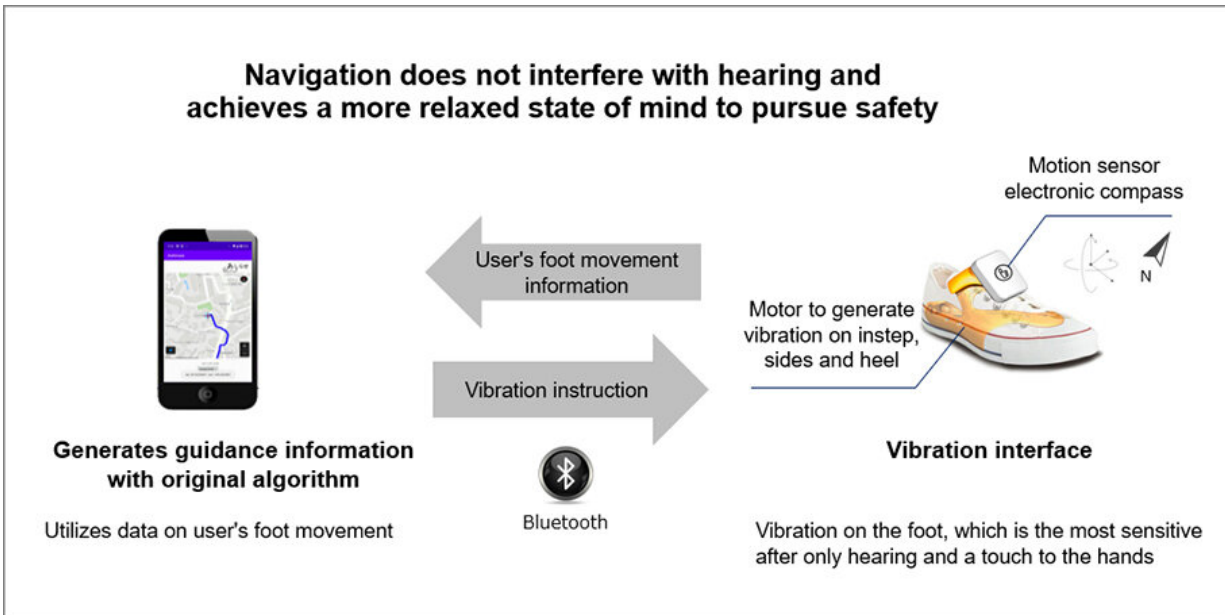 Navigation does not interfere with hearing and
achieves a more relaxed state of mind to pursue safety
Motion sensor
electronic compass
N
User's foot movement
information
Motor to generate
vibration on instep,
sides and heel
Vibration instruction
Generates guidance information
with original algorithm
Utilizes data on user's foot movement
Bluetooth
Vibration interface
Vibration on the foot, which is the most sensitive
after only hearing and a touch to the hands